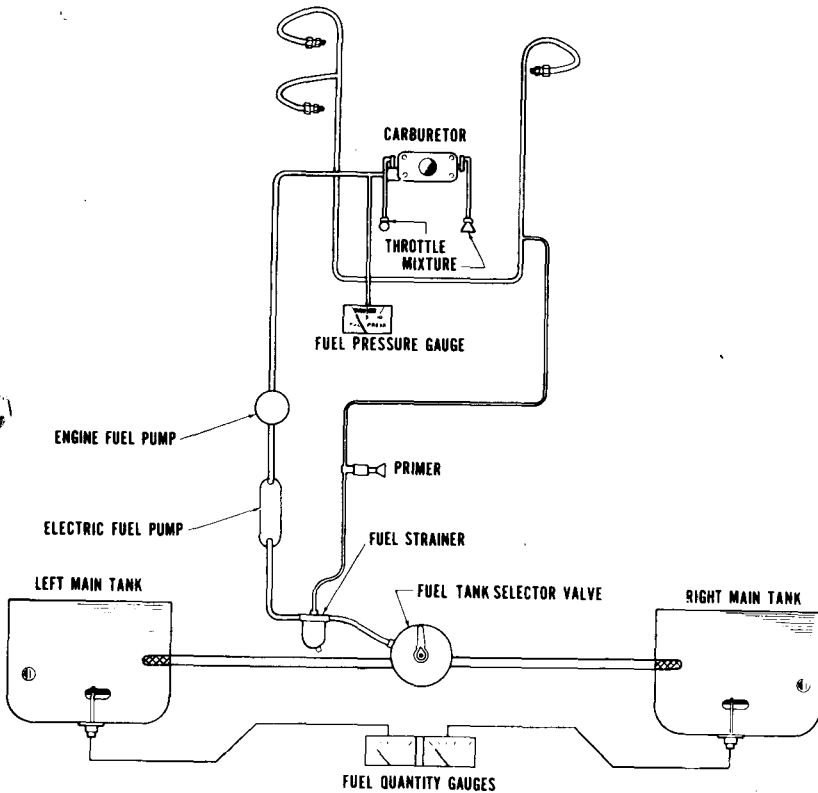 CARBURETOR
THROTTLE
MIXTURE
FUEL PRESSURE GAUGE
ENGINE FUEL PUMP
PRIMER
ELECTRIC FUEL PUMP
FUEL STRAINER
LEFT MAIN TANK
FUEL TANK SELECTOR VALVE
RIGHT MAIN TANK
FUEL QUANTITY GAUGES